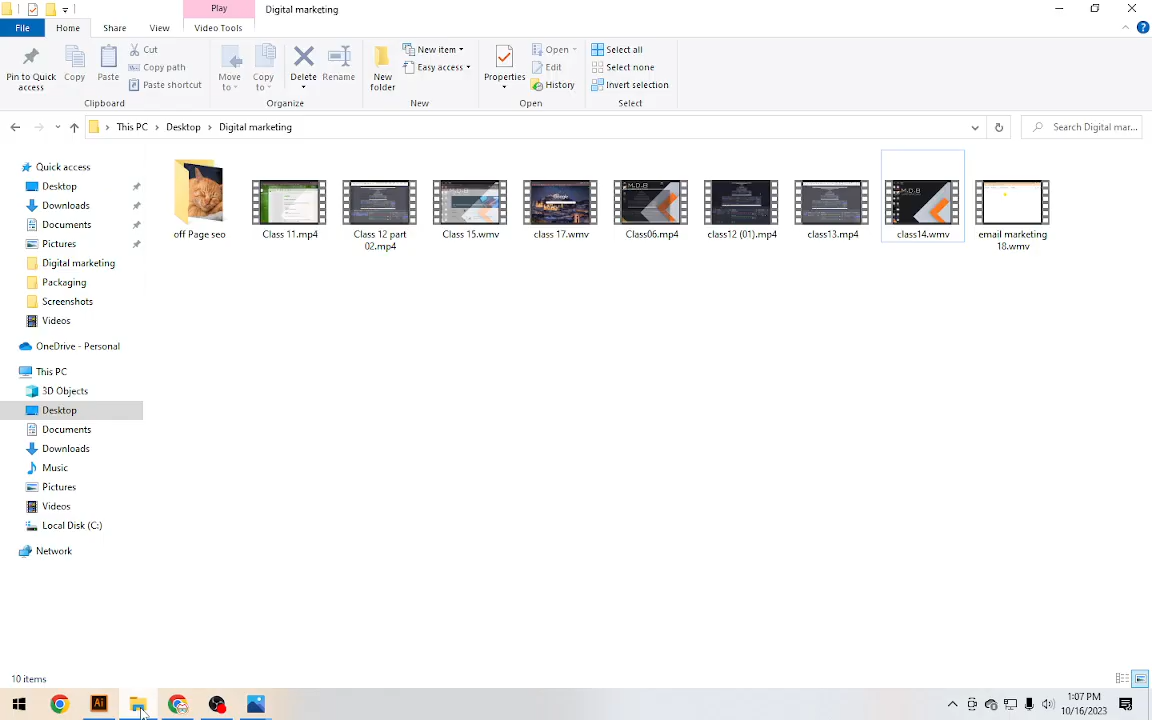 Play
Digital marketing
File
Home
Share
View
Video Tools
Pin to Quick access
Copy
Paste
Cut
Copy path
Paste shortcut
Clipboard
Move to
Copy to
Delete
Rename
Organize
New folder
New item
Easy access
New
Properties
Open
Edit
History
Open
Select all
Select none
Invert selection
Select
This PC
Desktop
Digital marketing
Search Digital mar...
Quick access
Desktop
Downloads
Documents
Pictures
Digital marketing
Packaging
Screenshots
Videos
OneDrive - Personal
This PC
3D Objects
Desktop
Documents
Downloads
Music
Pictures
Videos
Local Disk (C:)
Network
off Page seo
Class 11.mp4
Class 12 part
02.mp4
Class 15.wmv
class 17.wmv
Class06.mp4
class12 (01).mp4
class13.mp4
class14.wmv
email marketing
18.wmv
10 items
Ai
1:07 PM
10/16/2023